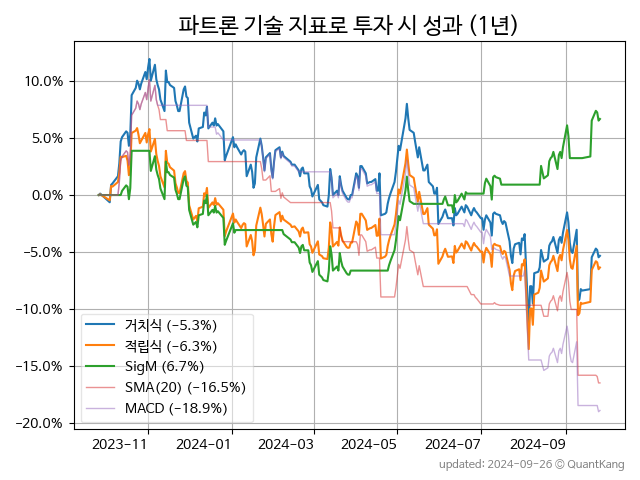 파트론 기술 지표로 투자 시 성과 (1년)
10.0%
5.0%
0.0%
−5.0%
−10.0%
−15.0%
−20.0%
거치식 (−5.3%)
적립식 (−6.3%)
SigM (6.7%)
SMA(20) (−16.5%)
MACD (−18.9%)
2023−11 2024−01 2024−03 2024−05 2024−07 2024−09
updated: 2024−09−26 © QuantKang